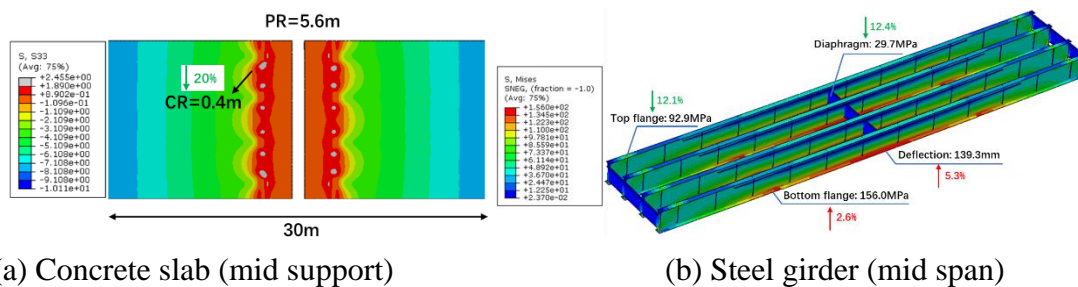 PR=5.6m
S, S33
(Avg: 75%)
+2.455e+00
+1.890e+00
+8.902e-01
-1.096e-01
-1.109e+00
-2.109e+00
-3.109e+00
-4.109e+00
-5.108e+00
-6.108e+00
-7.108e+00
-8.108e+00
-9.108e+00
-1.011e+01
20%
CR=0.4m
30m
(a) Concrete slab (mid support)
S, Mises
SNEG, (fraction = -1.0)
(Avg: 75%)
+1.560e+02
+1.345e+02
+1.223e+02
+1.100e+02
+9.781e+01
+8.559e+01
+7.337e+01
+6.114e+01
+4.892e+01
+3.670e+01
+2.447e+01
+1.225e+01
+2.370e-02
12.4%
Diaphragm: 29.7MPa
12.1%
Top flange: 92.9MPa
Deflection: 139.3mm
5.3%
Bottom flange: 156.0MPa
2.6%
(b) Steel girder (mid span)